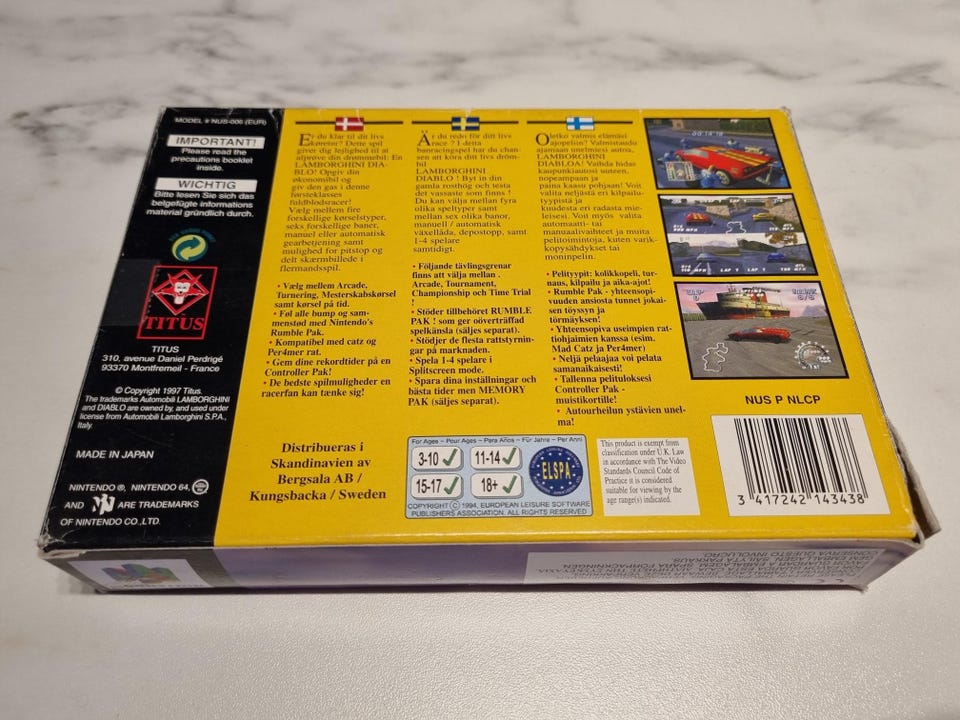 MODEL # NUS-006 (EUR)
IMPORTANT!
Please read the
precautions booklet
inside.
WICHTIG
Bitte lesen Sie sich das
beigefügte informations
material gründlich durch.
TITUS
TITUS
310, avenue Daniel Perdrigé
93370 Montfremeil - France
© Copyright 1997 Titus.
The trademarks Automobili LAMBORGHINI
and DIABLO are owned by, and used under
license from Automobili Lamborghini S.P.A.,
Italy.
MADE IN JAPAN
NINTENDO ®, NINTENDO 64,
AND ARE TRADEMARKS
OF NINTENDO CO.,LTD.
Er du klar til dit livs
køretur? Dette spil
giver dig lejlighed til at
afprøve din drømmebil: En
LAMBORGHINI DIA-
BLO! Opgiv din
økonomibil og
giv den gas i denne
førsteklasses
fuldblodsracer!
Vælg mellem fire
forskellige kørselstyper,
seks forskellige baner,
manuel eller automatisk
gearbetjening samt
mulighed for pitstop og
delt skærmbillede i
flermandsspil.
• Vælg mellem Arcade,
Turnering, Mesterskabskørsel
samt kørsel på tid.
• Føl alle bump og sam-
menstød med Nintendo's
Rumble Pak.
• Kompatibel med catz og
Per4mer rat.
• Gem dine rekordtider på en
Controller Pak!
• De bedste spilmuligheder en
racerfan kan tænke sig!
Är du redo för ditt livs
race ? I detta
banracingspel har du chan-
sen att köra ditt livs dröm-
bil
LAMBORGHINI
DIABLO ! Byt in din
gamla rosthög och testa
det vassaste som finns !
Du kan välja mellan fyra
olika speltyper samt
mellan sex olika banor,
manuell / automatisk
växellåda, depostopp, samt
1-4 spelare
samtidigt.
• Följande tävlingsgrenar
finns att välja mellan .
Arcade, Tournament,
Championship och Time Trial
!
• Stöder tillbehöret RUMBLE
PAK ! som ger oöverträffad
spelkänsla (säljes separat).
• Stödjer de flesta rattstyrnin-
gar på marknaden.
• Spela 1-4 spelare i
Splitscreen mode.
• Spara dina inställningar och
bästa tider men MEMORY
PAK (säljes separat).
Oletko valmis elämäsi
ajopeliin? Valmistaudu
ajamaan unelmiesi autoa,
LAMBORGHINI
DIABLOA! Vaihda hidas
kaupunkiautosi uuteen,
nopeampaan ja
paina kaasu pohjaan! Voit
valita neljästä eri kilpailu-
tyypistä ja
kuudesta eri radasta mie-
leisesi. Voit myös valita
automaatti- tai
manuaalivaihteet ja muita
pelitoimintoja, kuten varik-
kopysähdykset tai
moninpelin.
• Pelityypit: kolikkopeli, tur-
naus, kilpailu ja aika-ajot!
• Rumble Pak - yhteensopi-
vuuden ansiosta tunnet jokai-
sen töyssyn ja
törmäyksen!
• Yhteensopiva useimpien rat-
tiohjaimien kanssa (esim.
Mad Catz ja Per4mer)
• Neljä pelaajaa voi pelata
samanaikaisesti!
• Tallenna pelituloksesi
Controller Pak -
muistikortille!
• Autourheilun ystävien unel-
ma!
NUS P NLCP
Distribueras i
Skandinavien av
Bergsala AB /
Kungsbacka / Sweden
For Ages – Pour Ages – Para Años – Für Jahre – Per Anni
3-10
11-14
15-17
18+
ELSPA
COPYRIGHT © 1994, EUROPEAN LEISURE SOFTWARE
PUBLISHERS ASSOCIATION. ALL RIGHTS RESERVED
This product is exempt from
classification under U.K. Law
in accordance with The Video
Standards Council Code of
Practice it is considered
suitable for viewing by the
age range(s) indicated.
3 417242 143438
CONSERVA QUESTO INVOLUCRO